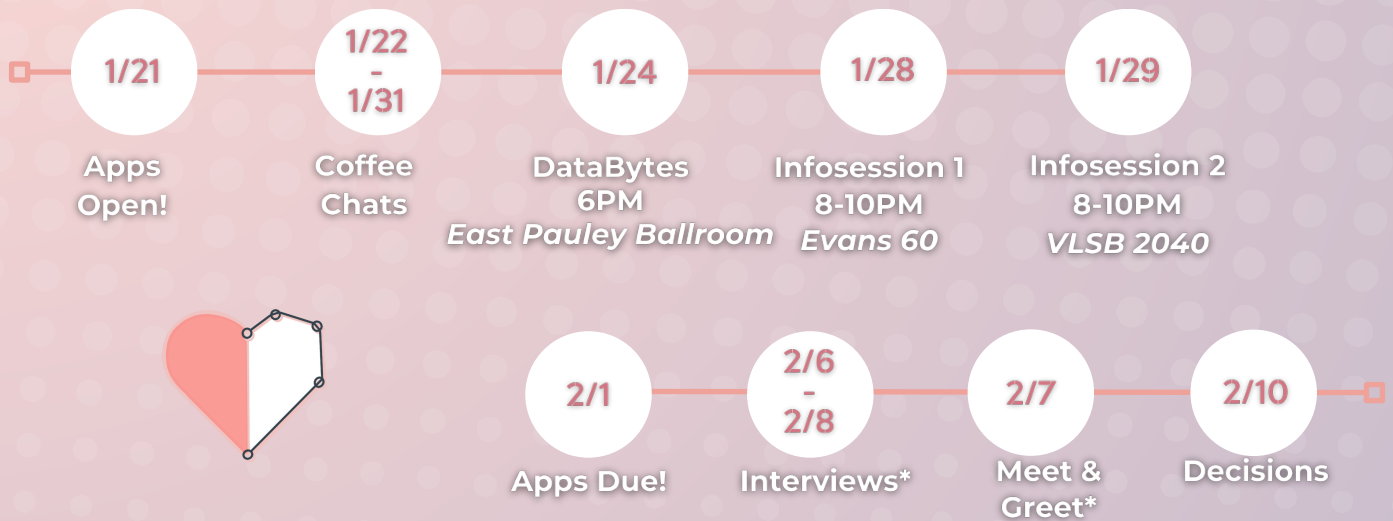 1/21
Apps
Open!
1/22
-
1/31
Coffee
Chats
1/24
DataBytes
6PM
East Pauley Ballroom
1/28
Infosession 1
8-10PM
Evans 60
1/29
Infosession 2
8-10PM
VLSB 2040
2/1
Apps Due!
2/6
-
2/8
Interviews*
2/7
Meet &
Greet*
2/10
Decisions